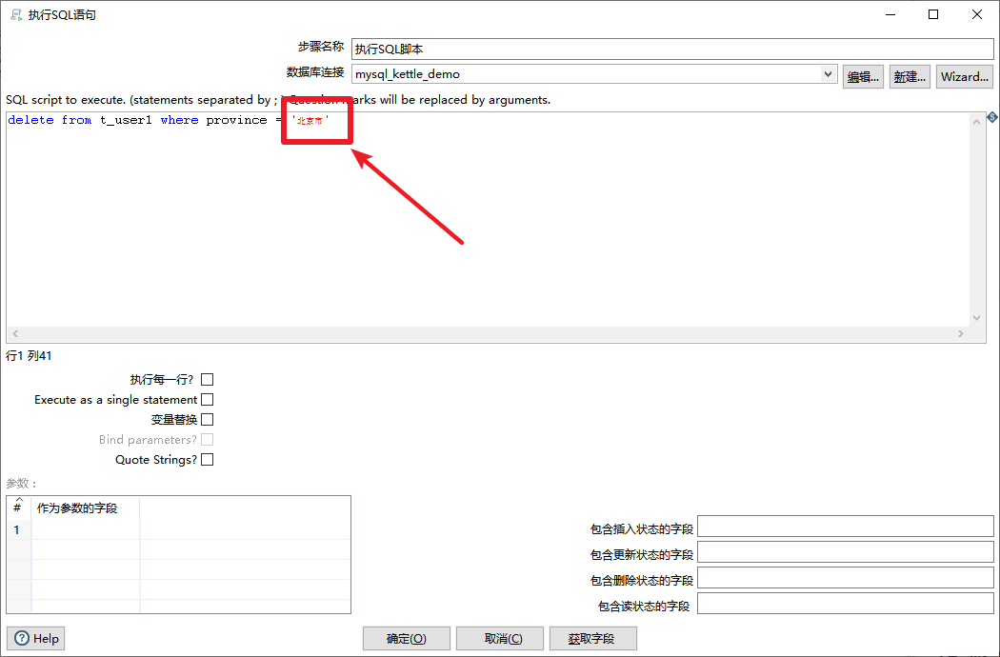 执行SQL语句
步骤名称 执行SQL脚本
数据库连接 mysql_kettle_demo 编辑... 新建... Wizard...
SQL script to execute. (statements separated by ; ) Question marks will be replaced by arguments.
delete from t_user1 where province = '北京市'
行1 列41
执行每一行?
Execute as a single statement
变量替换
Bind parameters?
Quote Strings?
参数：
# 作为参数的字段
1
包含插入状态的字段
包含更新状态的字段
包含删除状态的字段
包含读状态的字段
Help 确定(O) 取消(C) 获取字段